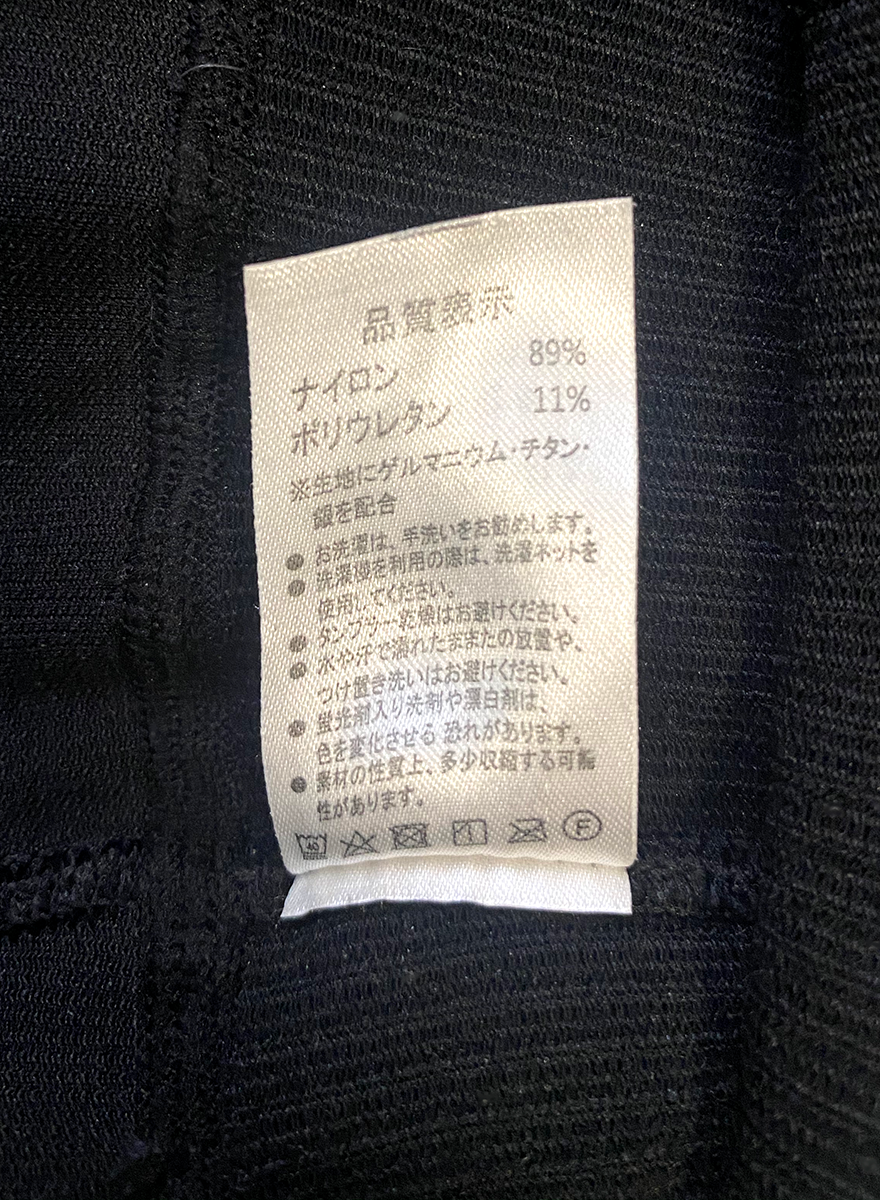 品質表示
ナイロン 89%
ポリウレタン 11%
※生地にゲルマニウム・チタン・
銀を配合
● お洗濯は、手洗いをお勧めします。
● 洗濯機を利用の際は、洗濯ネットを
使用してください。
● タンブラー乾燥はお避けください。
● 水や汗で濡れたままたの放置や、
つけ置き洗いはお避けください。
● 蛍光剤入り洗剤や漂白剤は、
色を変化させる 恐れがあります。
● 素材の性質上、多少収縮する可能
性があります。
40 F